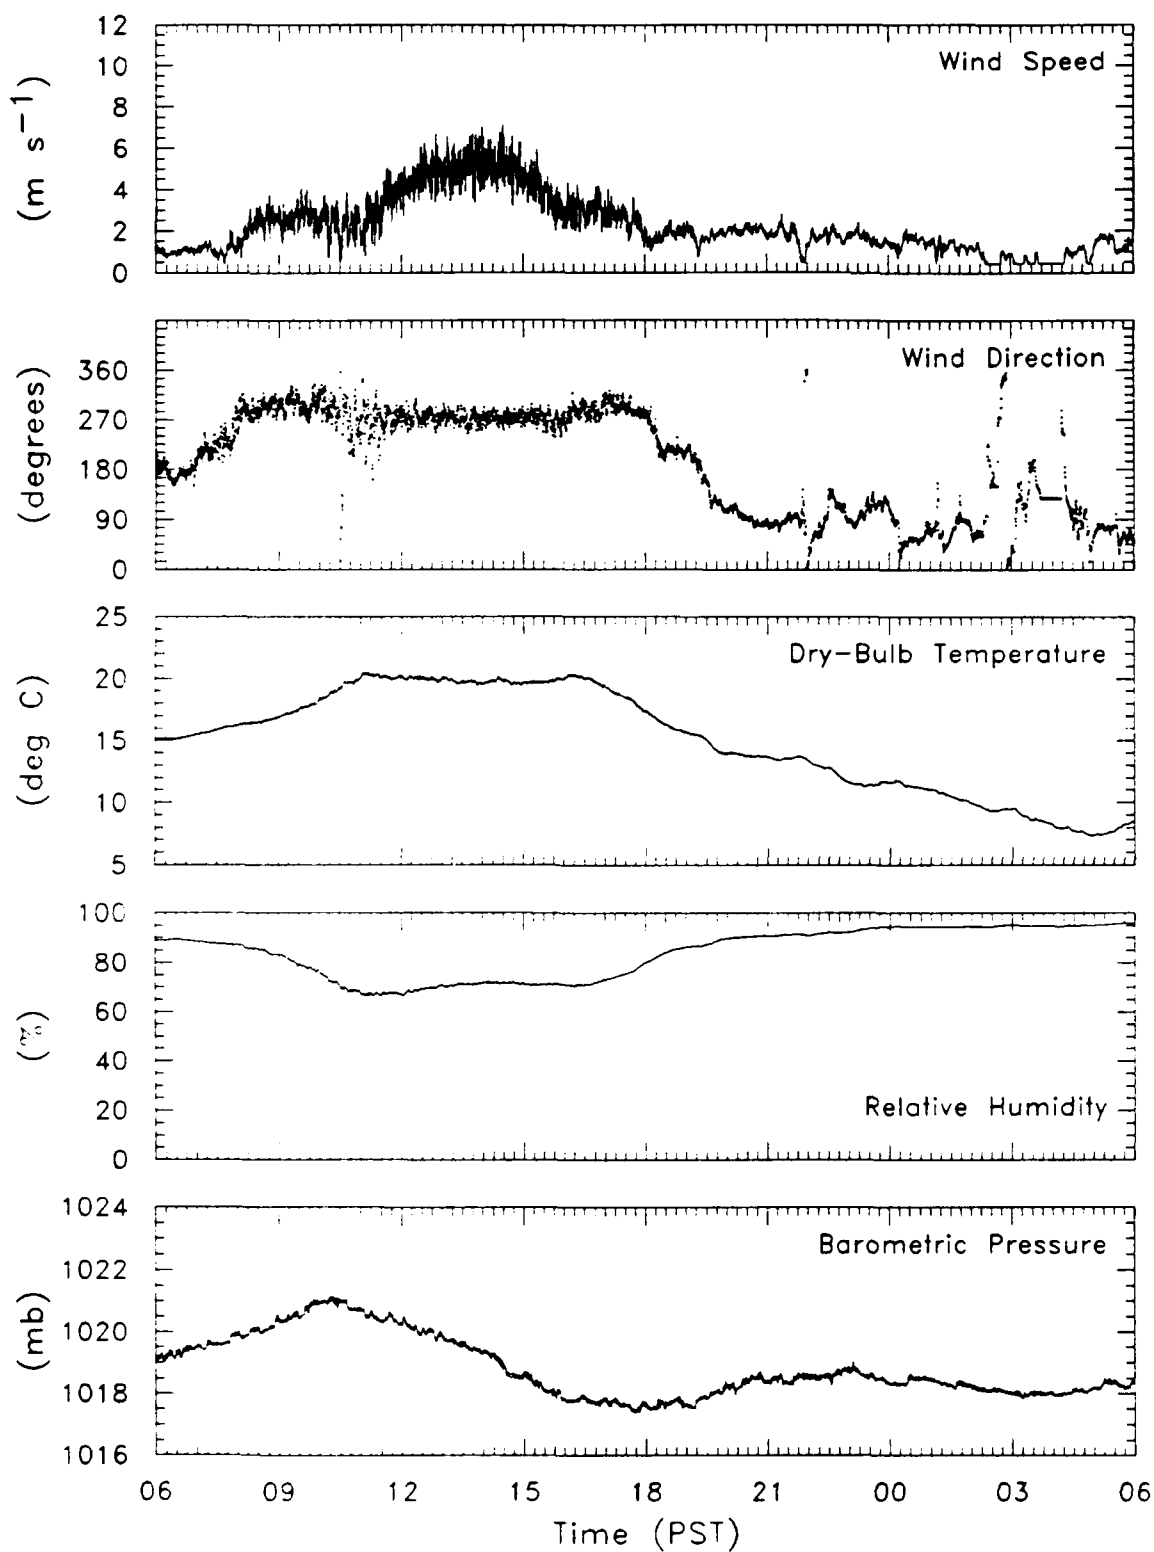 12
10
8
6
4
2
0
(m s⁻¹)
Wind Speed
360
270
180
90
0
(degrees)
Wind Direction
25
20
15
10
5
(deg C)
Dry-Bulb Temperature
100
80
60
40
20
0
(%)
Relative Humidity
1024
1022
1020
1018
1016
(mb)
Barometric Pressure
06 09 12 15 18 21 00 03 06
Time (PST)